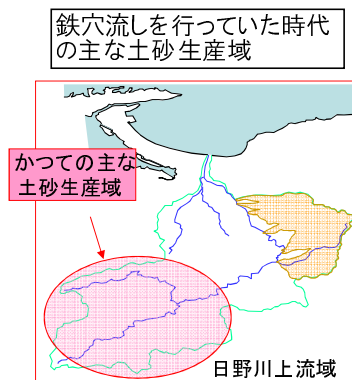 鉄穴流しを行っていた時代
の主な土砂生産域
かつての主な
土砂生産域
日野川上流域